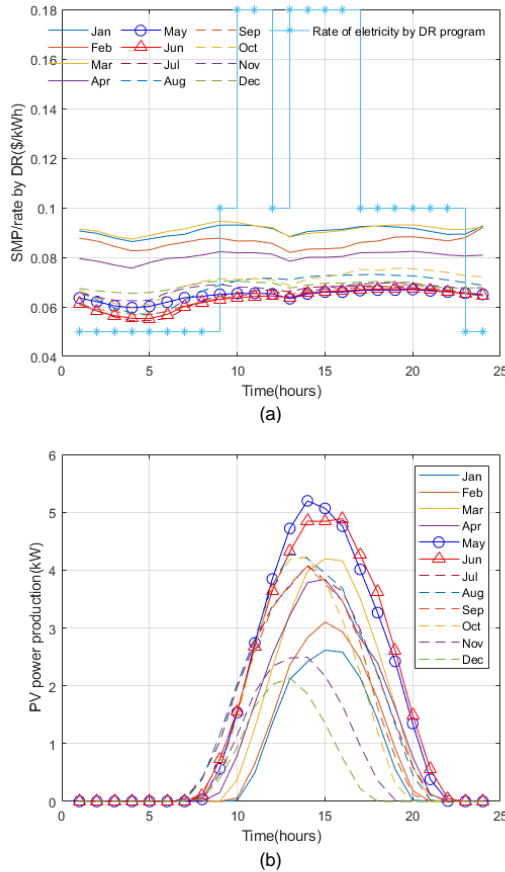 0.18
0.16
0.14
0.12
0.1
0.08
0.06
0.04
SMP/rate by DR($/kWh)
Jan
Feb
Mar
Apr
May
Jun
Jul
Aug
Sep
Oct
Nov
Dec
Rate of eletricity by DR program
0 5 10 15 20 25
Time(hours)
(a)
6
5
4
3
2
1
0
PV power production(kW)
Jan
Feb
Mar
Apr
May
Jun
Jul
Aug
Sep
Oct
Nov
Dec
0 5 10 15 20 25
Time(hours)
(b)